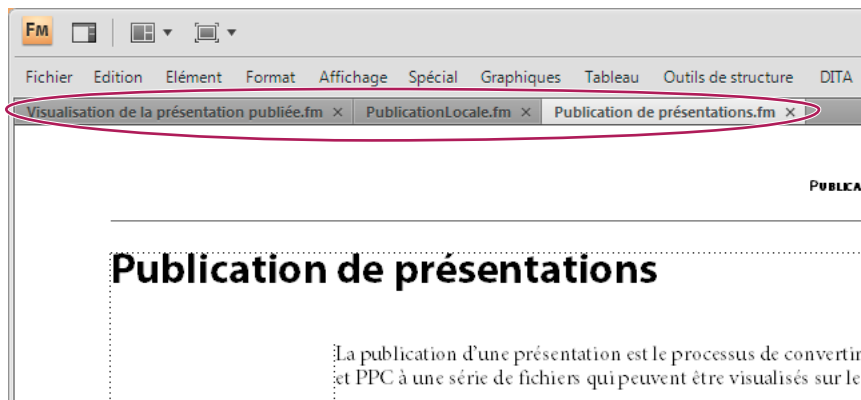 FM
Fichier Edition Elément Format Affichage Spécial Graphiques Tableau Outils de structure DITA
Visualisation de la présentation publiée.fm × PublicationLocale.fm × Publication de présentations.fm ×
PUBLICA
Publication de présentations
La publication d’une présentation est le processus de convertir
et PPC à une série de fichiers qui peuvent être visualisés sur le